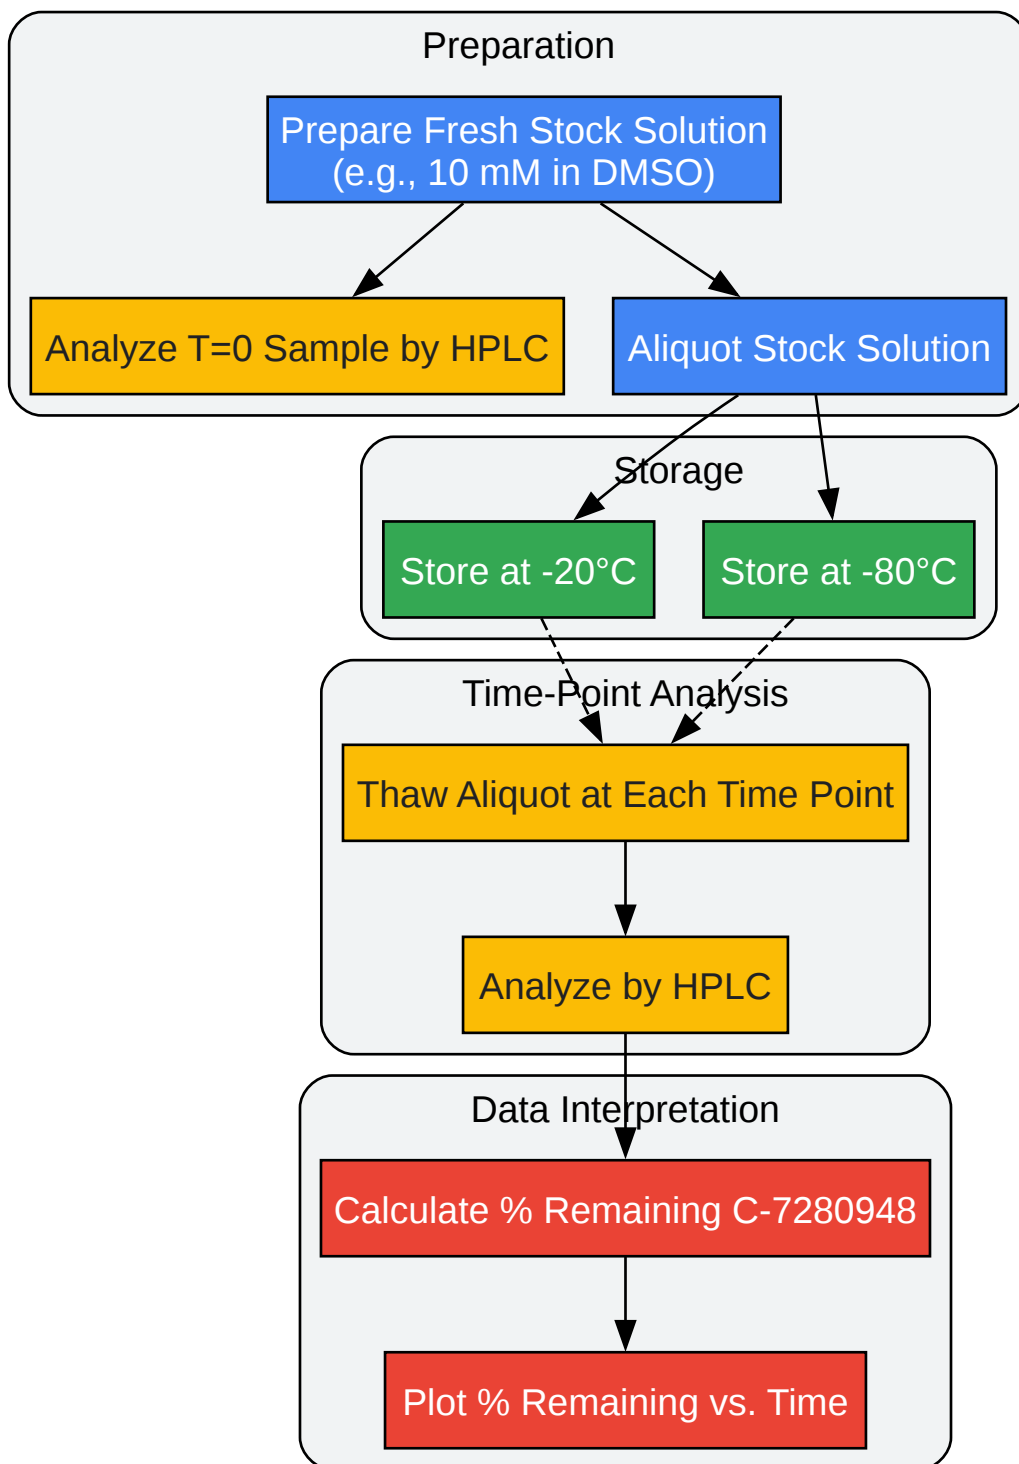 Preparation
Prepare Fresh Stock Solution
(e.g., 10 mM in DMSO)
Analyze T=0 Sample by HPLC
Aliquot Stock Solution
Storage
Store at -20°C
Store at -80°C
Time-Point Analysis
Thaw Aliquot at Each Time Point
Analyze by HPLC
Data Interpretation
Calculate % Remaining C-7280948
Plot % Remaining vs. Time